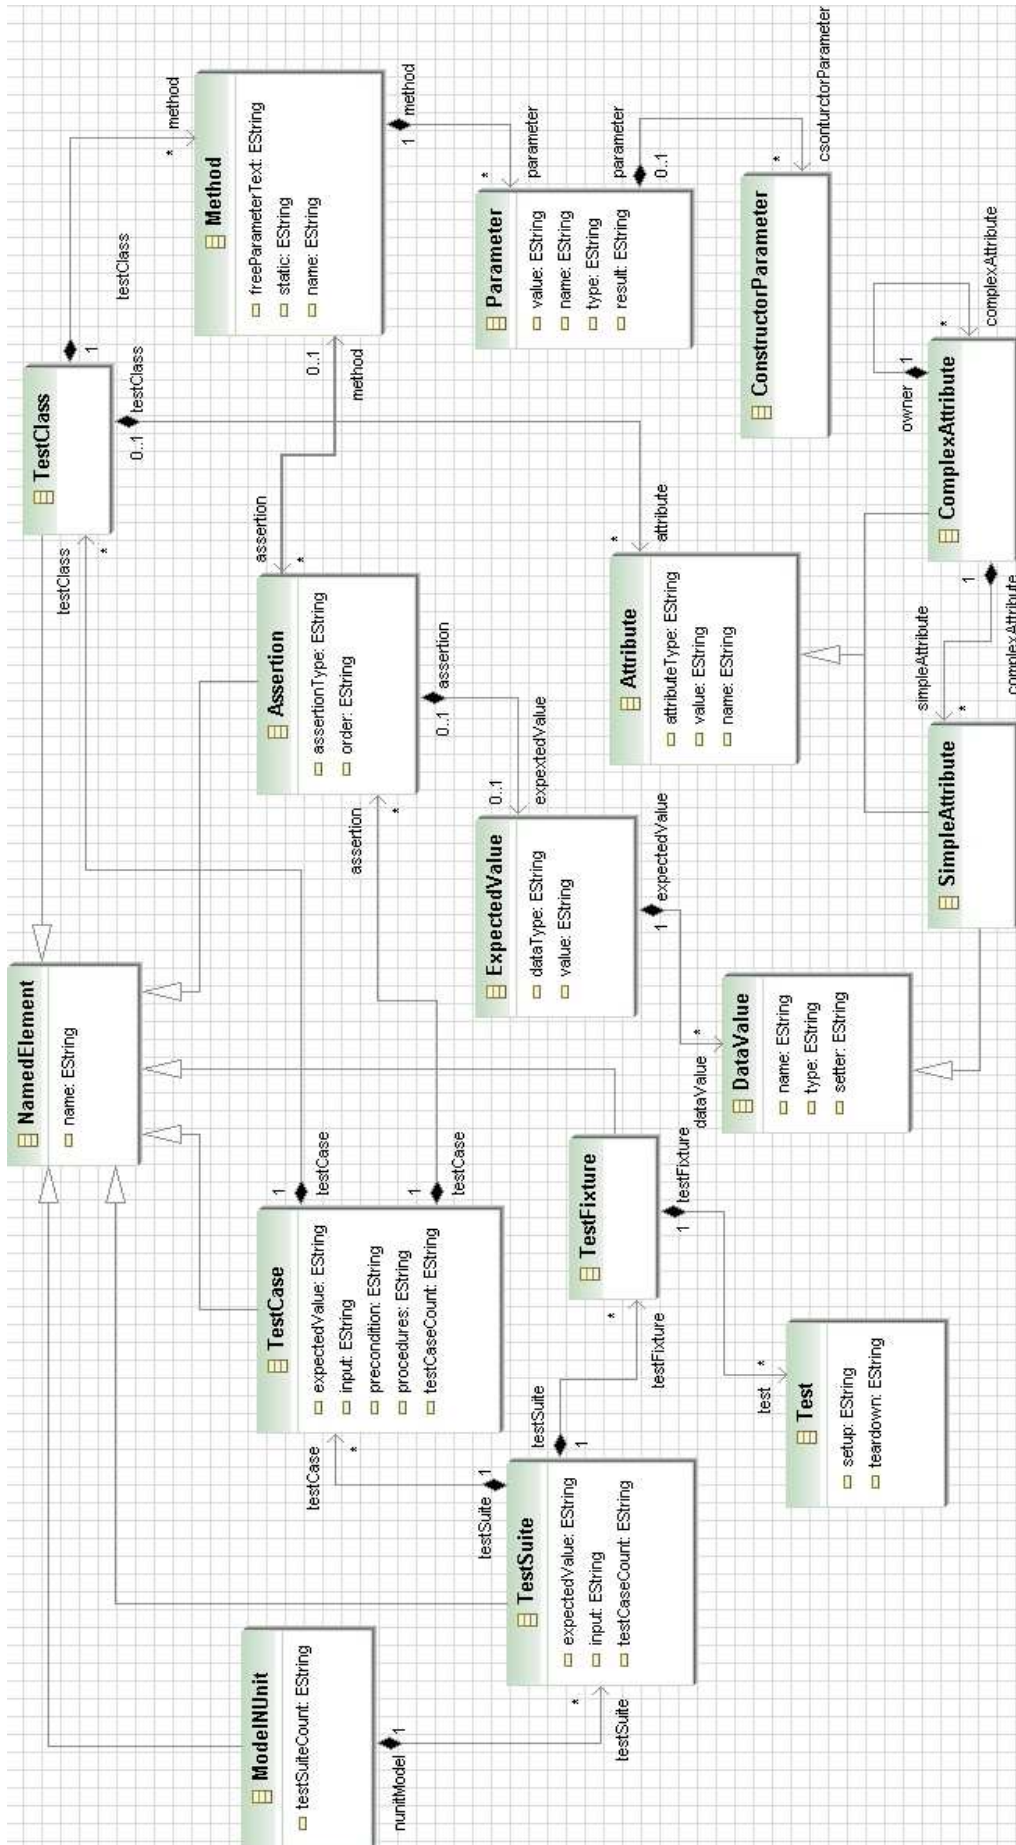 NamedElement
name: EString
TestClass
testClass
*
1
testClass
method
*
0..1
testClass
Method
freeParameterText: EString
static: EString
name: EString
1
method
0..1
method
ModelNUnit
testSuiteCount: EString
nunitModel
1
TestCase
expectedValue: EString
input: EString
precondition: EString
procedures: EString
testCaseCount: EString
1
testCase
1
testCase
testCase
*
Assertion
assertionType: EString
order: EString
assertion
*
assertion
*
0..1
assertion
TestSuite
expectedValue: EString
input: EString
testCaseCount: EString
testSuite
1
testSuite
1
*
testSuite
ExpectedValue
dataType: EString
value: EString
0..1
expextedValue
1
expectedValue
Parameter
value: EString
name: EString
type: EString
result: EString
*
parameter
parameter
0..1
TestFixture
*
testFixture
1
testFixture
Attribute
attributeType: EString
value: EString
name: EString
*
attribute
DataValue
name: EString
type: EString
setter: EString
dataValue
*
ConstructorParameter
*
csonturctorParameter
Test
setup: EString
teardown: EString
test
*
SimpleAttribute
simpleAttribute
*
ComplexAttribute
owner
1
*
complexAttribute
1
complexAttribute